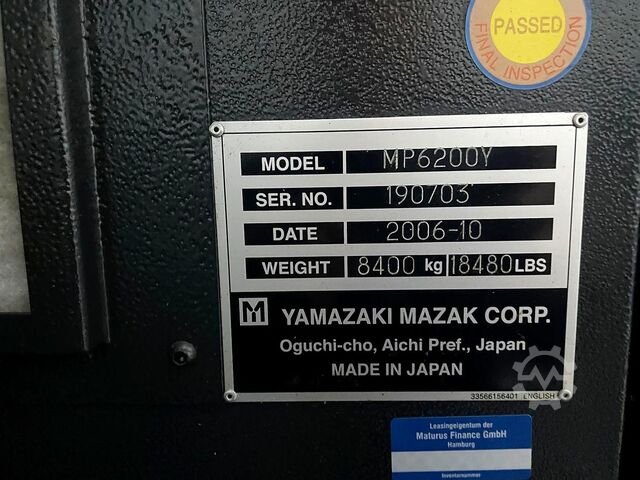 PASSED
FINAL INSPECTION
MODEL MP6200Y
SER. NO. 190703
DATE 2006-10
WEIGHT 8400 kg 18480 LBS
M YAMAZAKI MAZAK CORP.
Oguchi-cho, Aichi Pref., Japan
MADE IN JAPAN
33566156401 ENGLISH
Leasingeigentum der
Maturus Finance GmbH
Hamburg
Inventarnummer